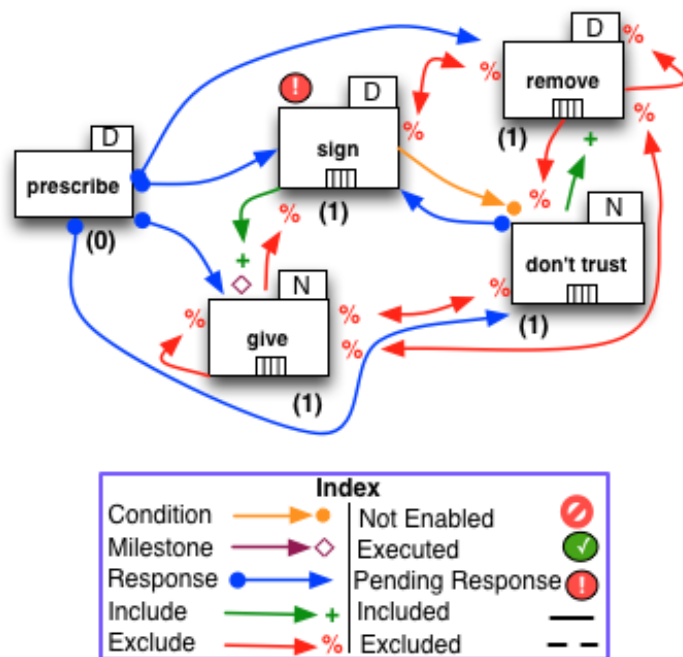 D
%
remove
%
%
(1)
!
D
sign
%
(1)
D
prescribe
(0)
+
%
N
don't trust
(1)
%
+
%
N
give
(1)
%
%
%
Index
Condition
Not Enabled
Milestone
Executed
Response
Pending Response !
Include +
Included
Exclude %
Excluded